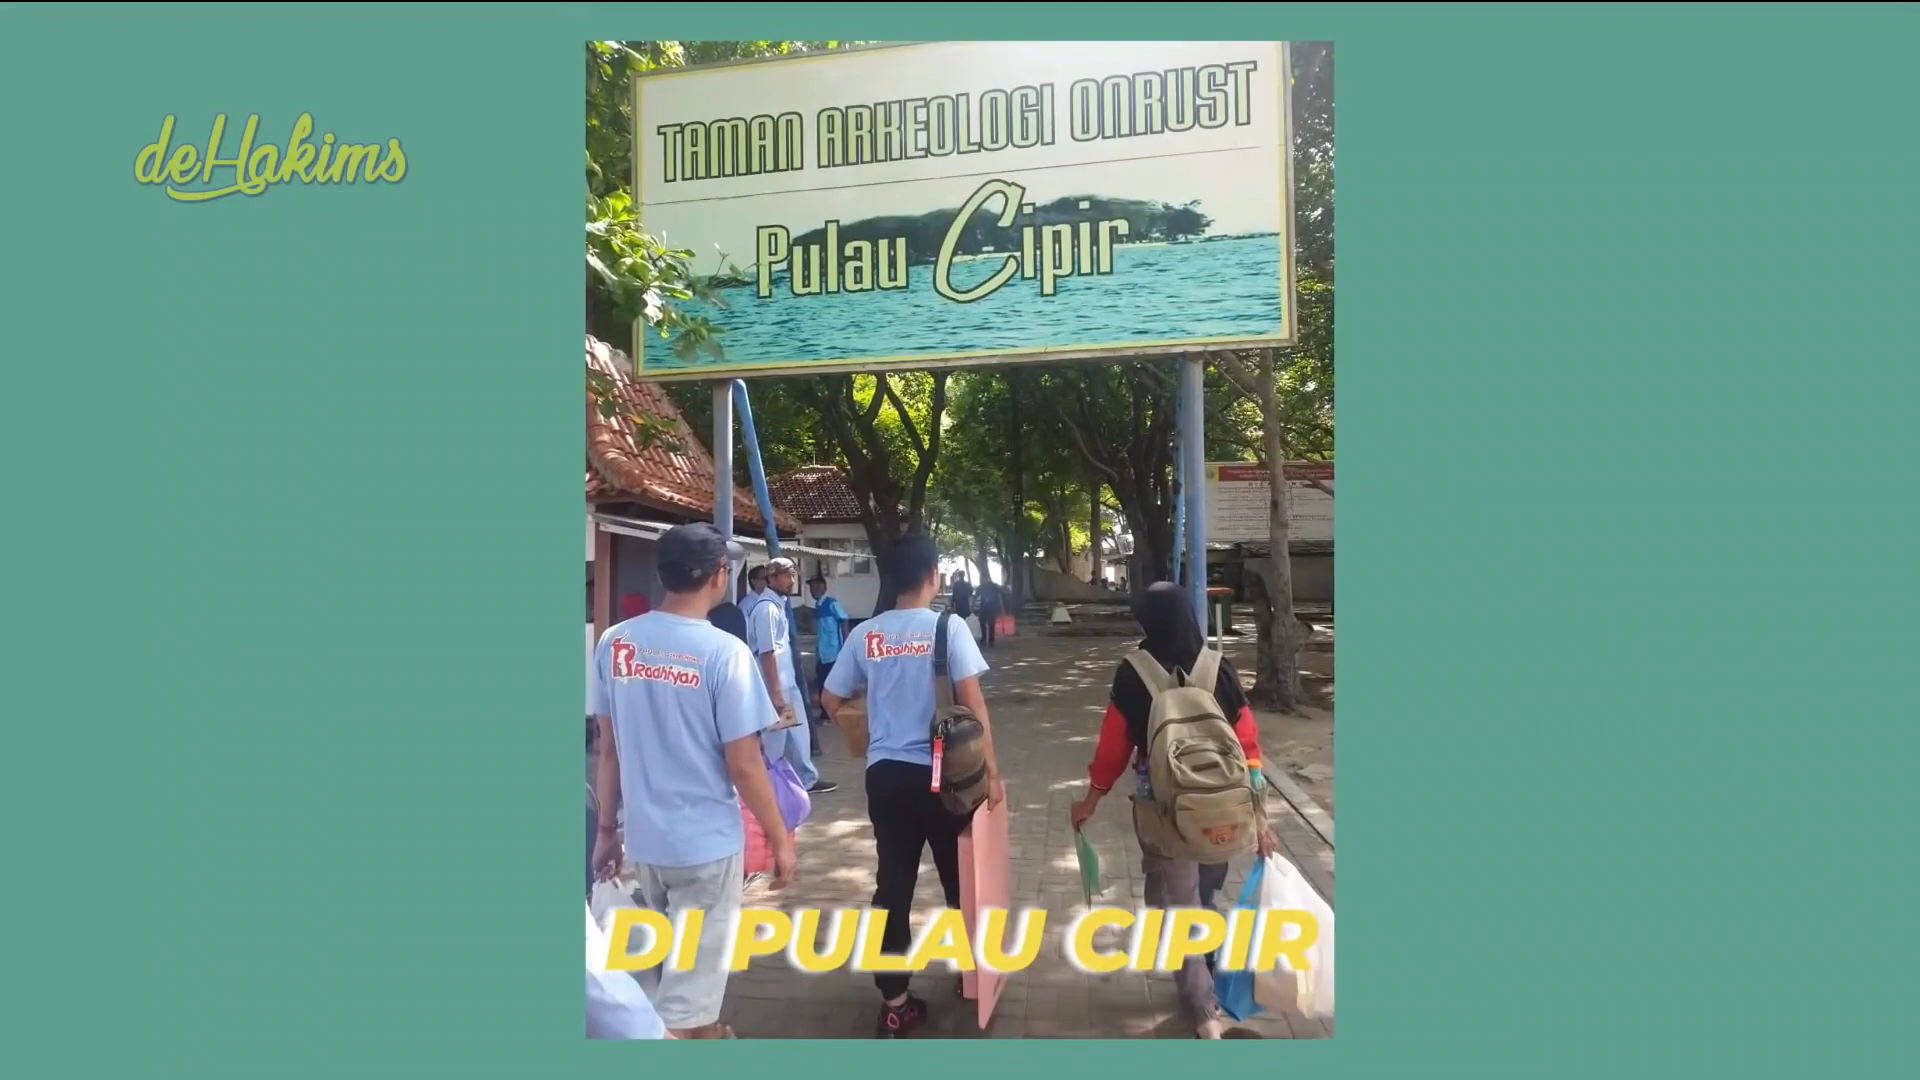 deHakims
TAMAN ARKEOLOGI ONRUST
Pulau Cipir
Radhiyan
Radhiyan
DI PULAU CIPIR